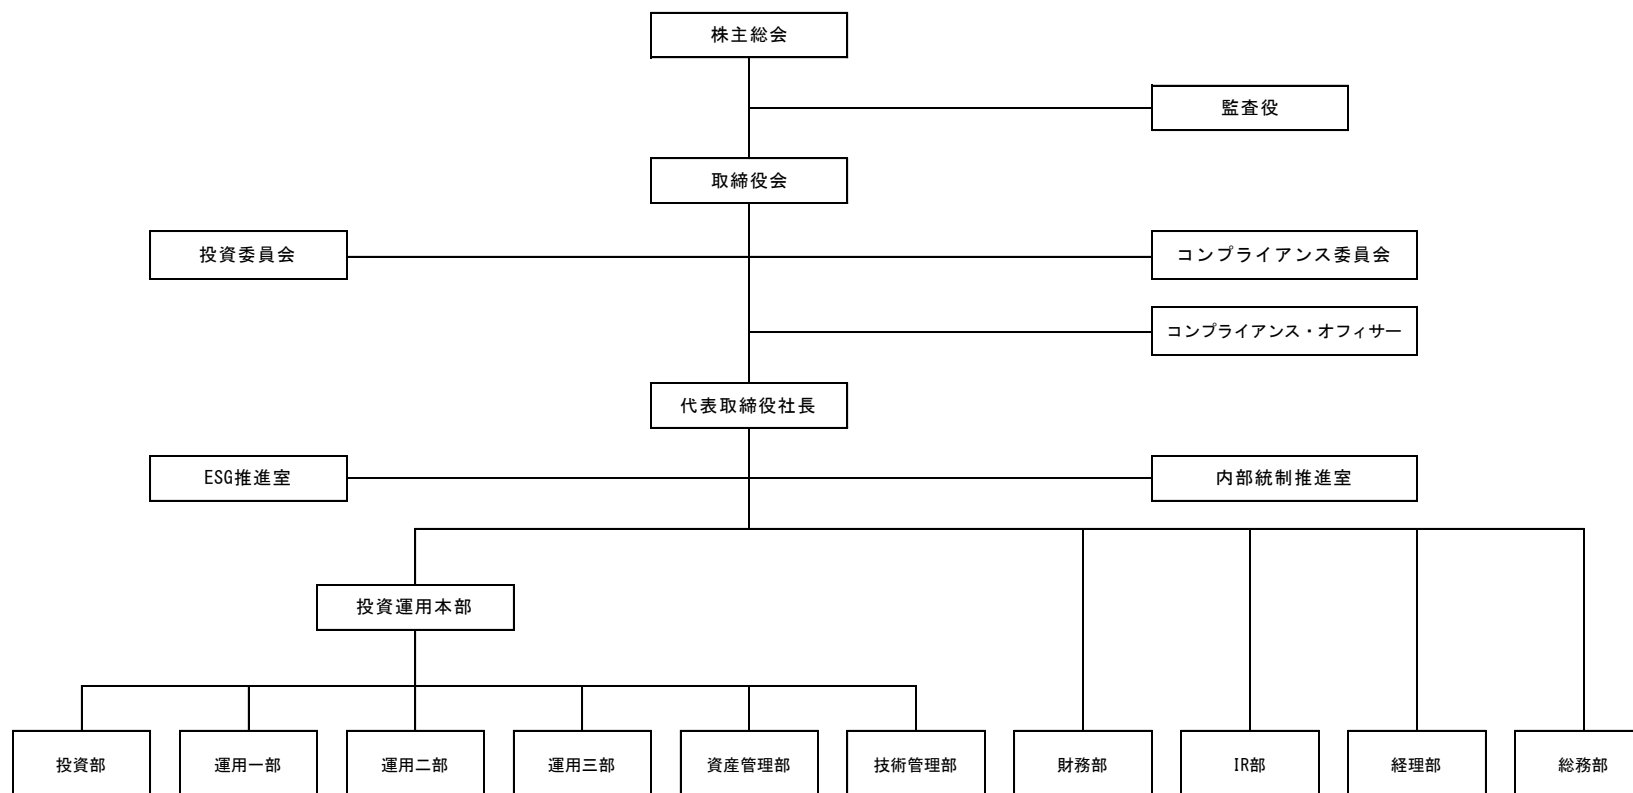 株主総会
監査役
取締役会
投資委員会
コンプライアンス委員会
コンプライアンス・オフィサー
代表取締役社長
ESG推進室
内部統制推進室
投資運用本部
投資部
運用一部
運用二部
運用三部
資産管理部
技術管理部
財務部
IR部
経理部
総務部